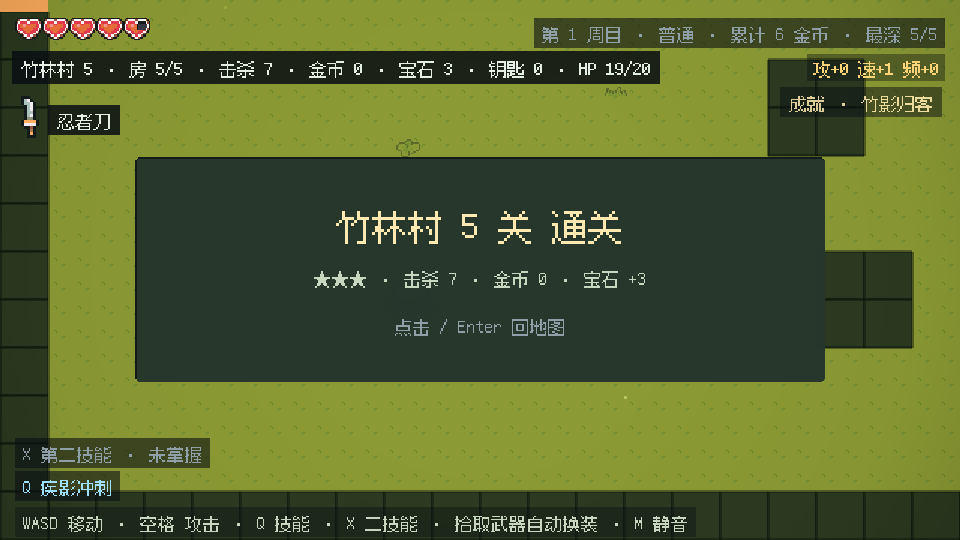 第 1 周目 · 普通 · 累计 6 金币 · 最深 5/5
竹林村 5 · 房 5/5 · 击杀 7 · 金币 0 · 宝石 3 · 钥匙 0 · HP 19/20
攻+0 速+1 频+0
成就 · 竹影归客
忍者刀
竹林村 5 关 通关
★★★ · 击杀 7 · 金币 0 · 宝石 +3
点击 / Enter 回地图
X 第二技能 · 未掌握
Q 疾影冲刺
WASD 移动 · 空格 攻击 · Q 技能 · X 二技能 · 拾取武器自动换装 · M 静音